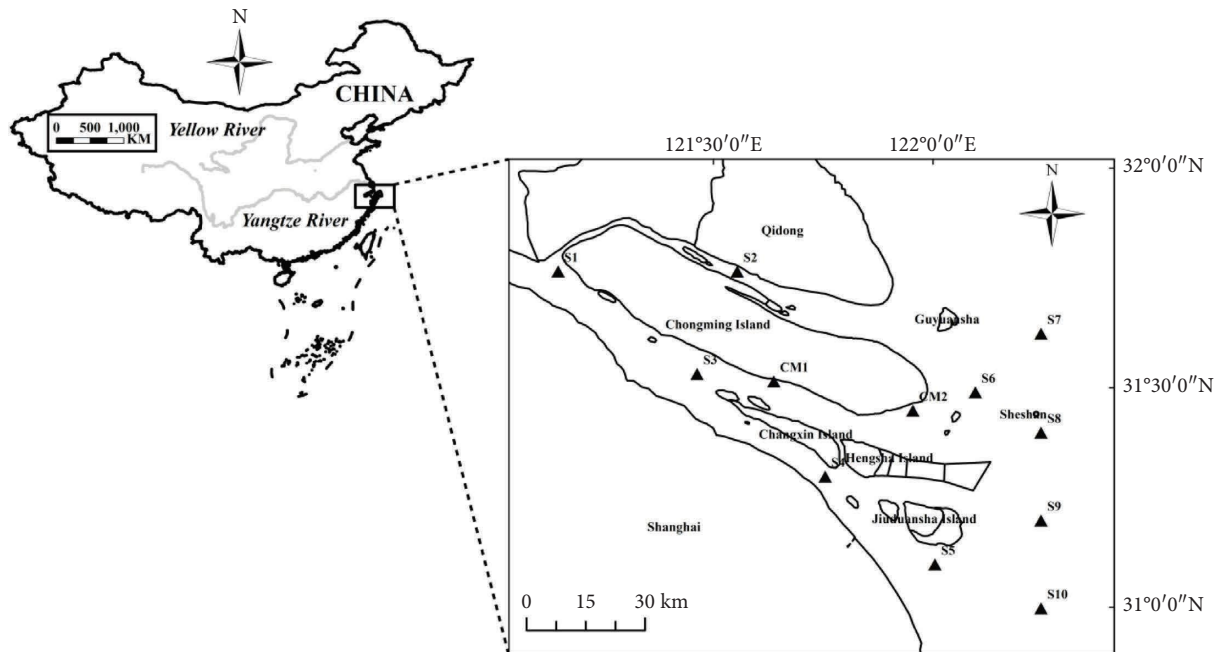 N
CHINA
0 500 1,000
KM
Yellow River
Yangtze River
121°30′0″E
122°0′0″E
32°0′0″N
N
Qidong
S1
S2
Guyuansha
S7
Chongming Island
S3
CM1
S6
31°30′0″N
CM2
Sheshan
S8
Changxin Island
Hengsha Island
S4
Shanghai
Jiuduansha Island
S9
S5
0 15 30 km
S10
31°0′0″N